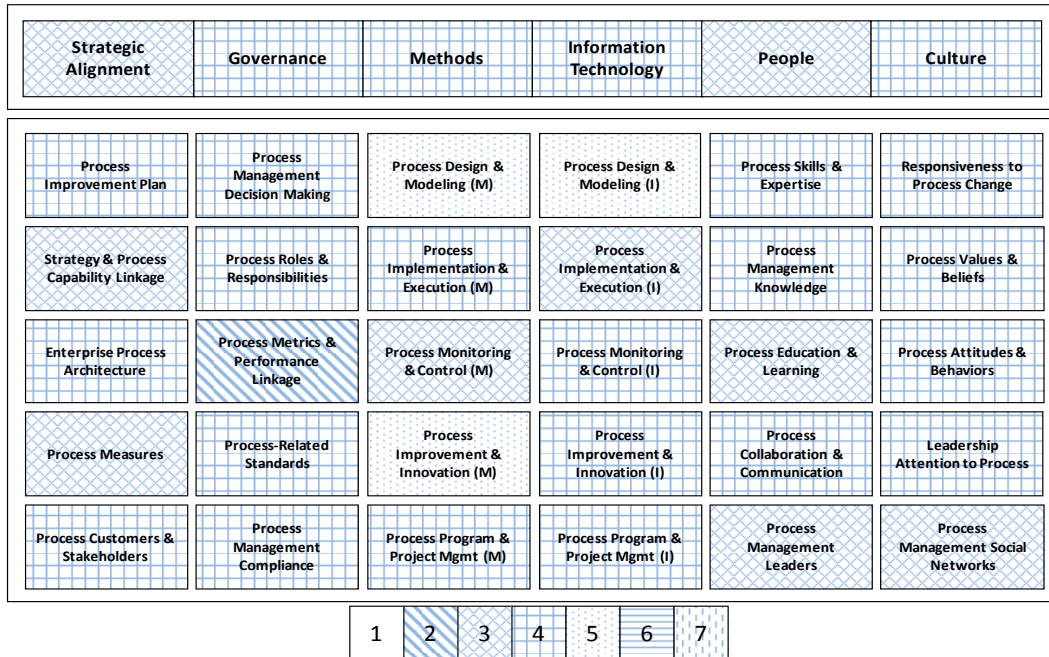 Strategic
Alignment
Governance
Methods
Information
Technology
People
Culture
Process
Improvement Plan
Process
Management
Decision Making
Process Design &
Modeling (M)
Process Design &
Modeling (I)
Process Skills &
Expertise
Responsiveness to
Process Change
Strategy & Process
Capability Linkage
Process Roles &
Responsibilities
Process
Implementation &
Execution (M)
Process
Implementation &
Execution (I)
Process
Management
Knowledge
Process Values &
Beliefs
Enterprise Process
Architecture
Process Metrics &
Performance
Linkage
Process Monitoring
& Control (M)
Process Monitoring
& Control (I)
Process Education &
Learning
Process Attitudes &
Behaviors
Process Measures
Process-Related
Standards
Process
Improvement &
Innovation (M)
Process
Improvement &
Innovation (I)
Process
Collaboration &
Communication
Leadership
Attention to Process
Process Customers &
Stakeholders
Process
Management
Compliance
Process Program &
Project Mgmt (M)
Process Program &
Project Mgmt (I)
Process
Management
Leaders
Process
Management Social
Networks
1 2 3 4 5 6 7